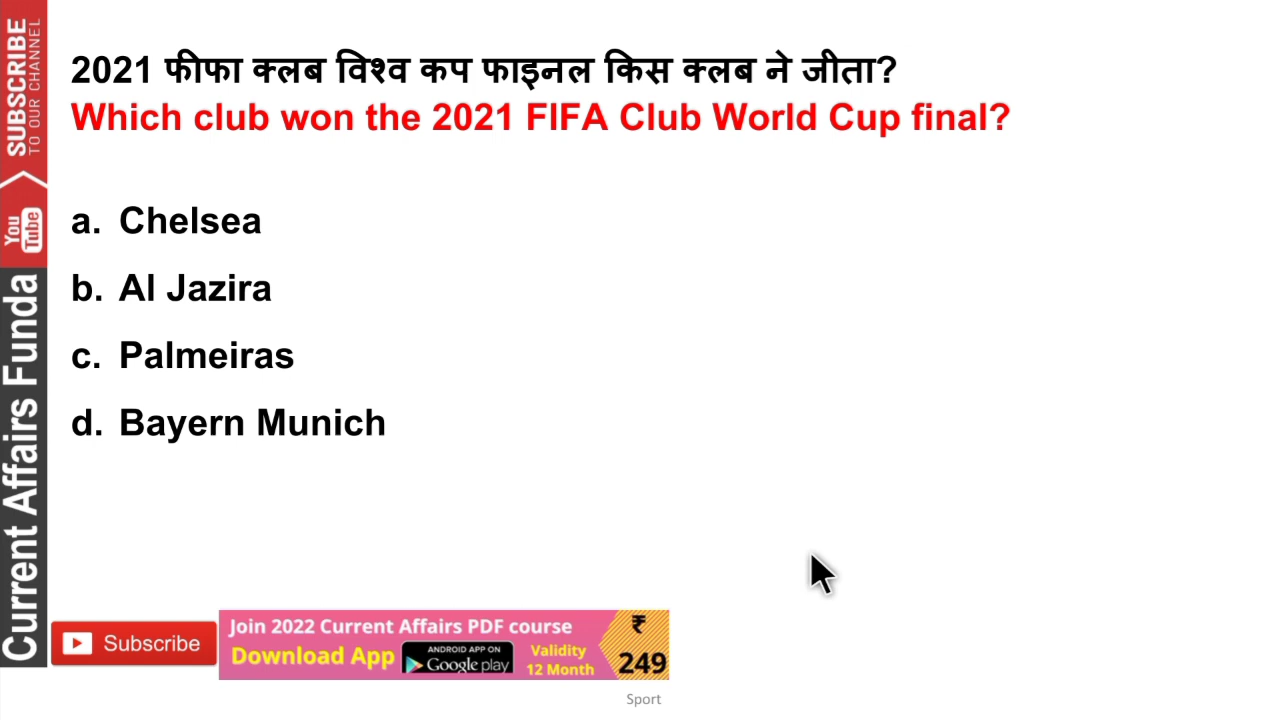 2021 फीफा क्लब विश्व कप फाइनल किस क्लब ने जीता?
Which club won the 2021 FIFA Club World Cup final?
a. Chelsea
b. Al Jazira
c. Palmeiras
d. Bayern Munich
SUBSCRIBE
TO OUR CHANNEL
You
Tube
Current Affairs Funda
Subscribe
Join 2022 Current Affairs PDF course
Download App
ANDROID APP ON
Google play
Validity
12 Month
₹
249
Sport